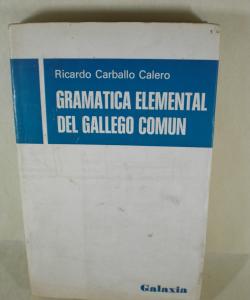 Ricardo Carballo Calero
GRAMATICA ELEMENTAL
DEL GALLEGO COMUN
Galaxia